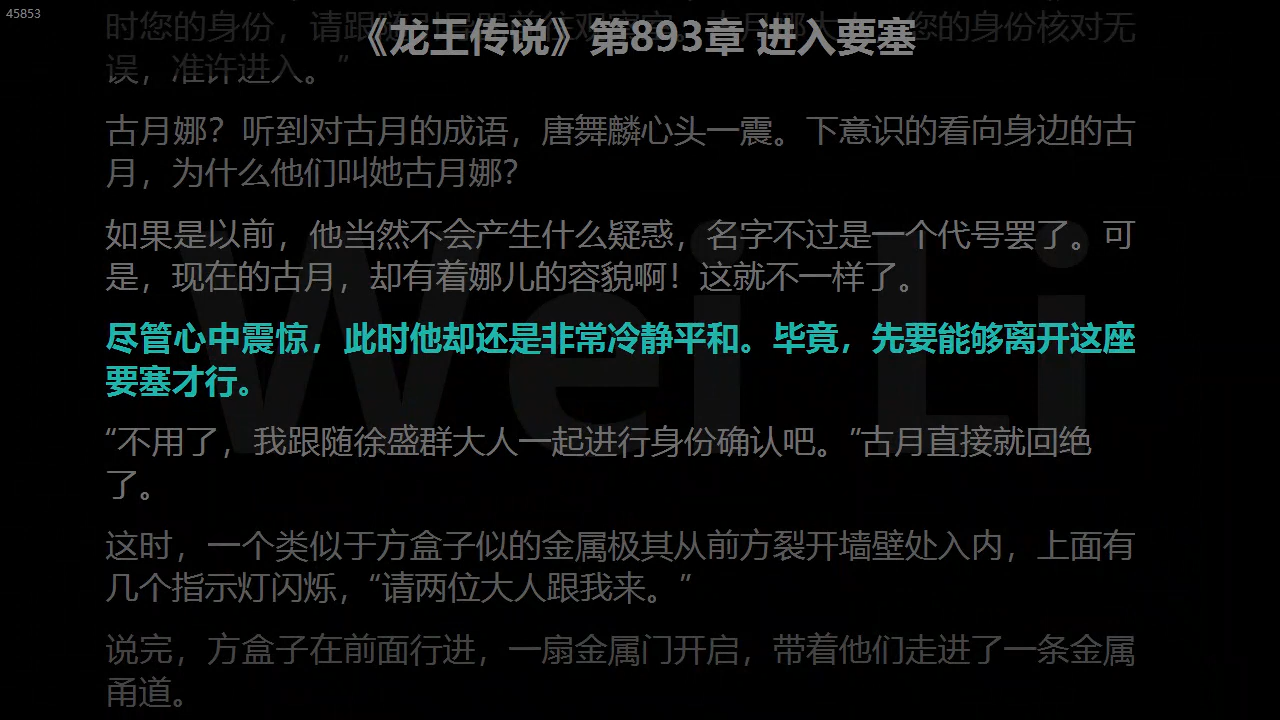 45853
《龙王传说》第893章 进入要塞
时您的身份，请跟随
您的身份核对无
误，准许进入。”
古月娜？听到对古月的成语，唐舞麟心头一震。下意识的看向身边的古
月，为什么他们叫她古月娜？
如果是以前，他当然不会产生什么疑惑，名字不过是一个代号罢了。可
是，现在的古月，却有着娜儿的容貌啊！这就不一样了。
尽管心中震惊，此时他却还是非常冷静平和。毕竟，先要能够离开这座
要塞才行。
“不用了，我跟随徐盛群大人一起进行身份确认吧。”古月直接就回绝
了。
这时，一个类似于方盒子似的金属极其从前方裂开墙壁处入内，上面有
几个指示灯闪烁，“请两位大人跟我来。”
说完，方盒子在前面行进，一扇金属门开启，带着他们走进了一条金属
甬道。
Wei Li